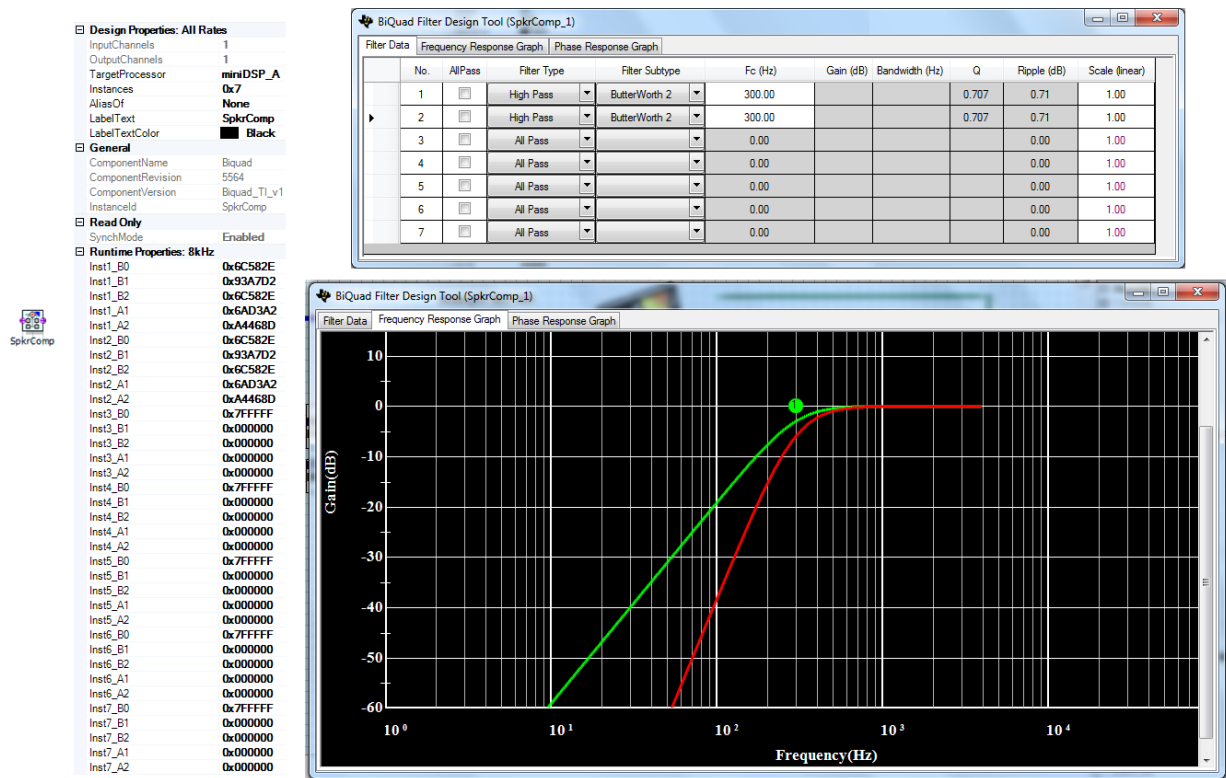 SpkrComp
Design Properties: All Rates
InputChannels 1
OutputChannels 1
TargetProcessor miniDSP_A
Instances 0x7
AliasOf None
LabelText SpkrComp
LabelTextColor Black
General
ComponentName Biquad
ComponentRevision 5564
ComponentVersion Biquad_TI_v1
InstanceId SpkrComp
Read Only
SynchMode Enabled
Runtime Properties: 8kHz
Inst1_B0 0x6C582E
Inst1_B1 0x93A7D2
Inst1_B2 0x6C582E
Inst1_A1 0x6AD3A2
Inst1_A2 0xA4468D
Inst2_B0 0x6C582E
Inst2_B1 0x93A7D2
Inst2_B2 0x6C582E
Inst2_A1 0x6AD3A2
Inst2_A2 0xA4468D
Inst3_B0 0x7FFFFF
Inst3_B1 0x000000
Inst3_B2 0x000000
Inst3_A1 0x000000
Inst3_A2 0x000000
Inst4_B0 0x7FFFFF
Inst4_B1 0x000000
Inst4_B2 0x000000
Inst4_A1 0x000000
Inst4_A2 0x000000
Inst5_B0 0x7FFFFF
Inst5_B1 0x000000
Inst5_B2 0x000000
Inst5_A1 0x000000
Inst5_A2 0x000000
Inst6_B0 0x7FFFFF
Inst6_B1 0x000000
Inst6_B2 0x000000
Inst6_A1 0x000000
Inst6_A2 0x000000
Inst7_B0 0x7FFFFF
Inst7_B1 0x000000
Inst7_B2 0x000000
Inst7_A1 0x000000
Inst7_A2 0x000000
BiQuad Filter Design Tool (SpkrComp_1)
Filter Data Frequency Response Graph Phase Response Graph
No. AllPass Filter Type Filter Subtype Fc (Hz) Gain (dB) Bandwidth (Hz) Q Ripple (dB) Scale (linear)
1 High Pass ButterWorth 2 300.00 0.707 0.71 1.00
2 High Pass ButterWorth 2 300.00 0.707 0.71 1.00
3 All Pass 0.00 0.00 1.00
4 All Pass 0.00 0.00 1.00
5 All Pass 0.00 0.00 1.00
6 All Pass 0.00 0.00 1.00
7 All Pass 0.00 0.00 1.00
BiQuad Filter Design Tool (SpkrComp_1)
Filter Data Frequency Response Graph Phase Response Graph
10
0
-10
-20
-30
-40
-50
-60
Gain(dB)
1
10⁰ 10¹ 10² 10³ 10⁴
Frequency(Hz)